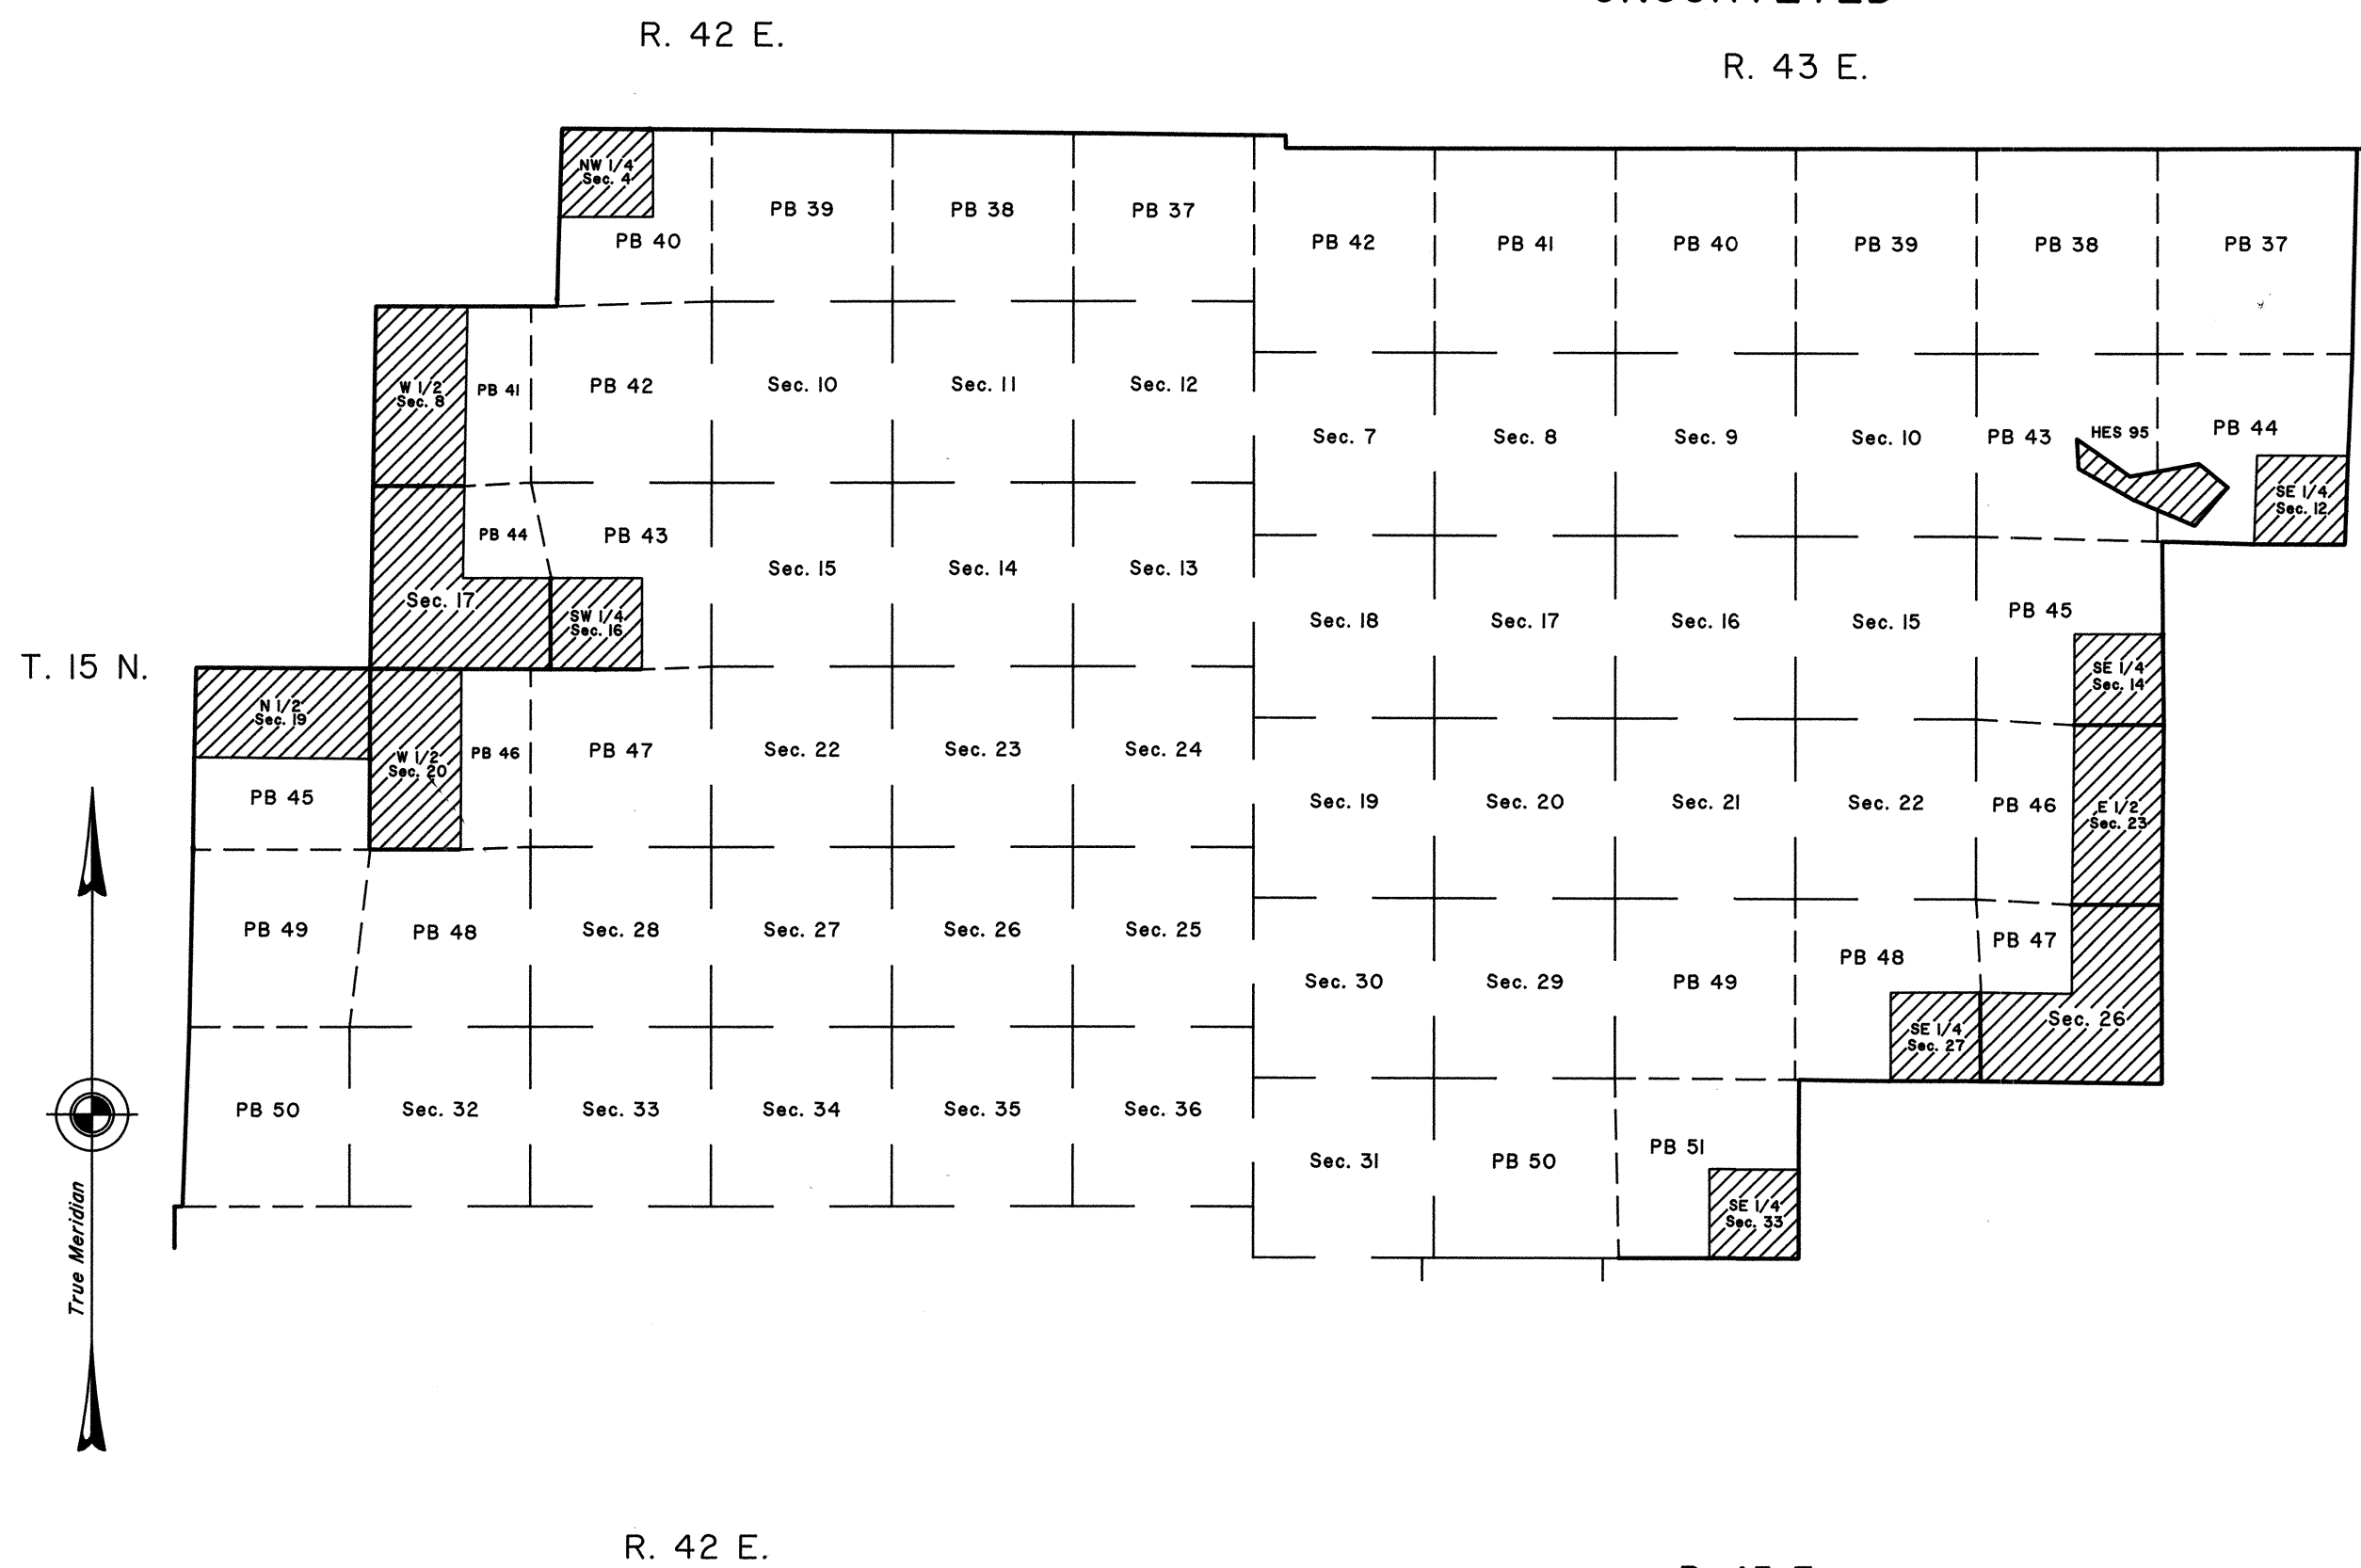 R. 42 E.
R. 43 E.
NW 1/4
Sec. 4
PB 40
PB 39
PB 38
PB 37
PB 42
PB 41
PB 40
PB 39
PB 38
PB 37
W 1/2
Sec. 8
PB 41
PB 42
Sec. 10
Sec. 11
Sec. 12
Sec. 7
Sec. 8
Sec. 9
Sec. 10
PB 43
HES 95
PB 44
SE 1/4
Sec. 12
PB 44
PB 43
Sec. 15
Sec. 14
Sec. 13
Sec. 17
SW 1/4
Sec. 16
Sec. 18
Sec. 17
Sec. 16
Sec. 15
PB 45
SE 1/4
Sec. 14
T. 15 N.
N 1/2
Sec. 19
W 1/2
Sec. 20
PB 46
PB 47
Sec. 22
Sec. 23
Sec. 24
PB 45
Sec. 19
Sec. 20
Sec. 21
Sec. 22
PB 46
E 1/2
Sec. 23
PB 49
PB 48
Sec. 28
Sec. 27
Sec. 26
Sec. 25
Sec. 30
Sec. 29
PB 49
PB 48
PB 47
SE 1/4
Sec. 27
Sec. 26
PB 50
Sec. 32
Sec. 33
Sec. 34
Sec. 35
Sec. 36
Sec. 31
PB 50
PB 51
SE 1/4
Sec. 33
True Meridian
R. 42 E.